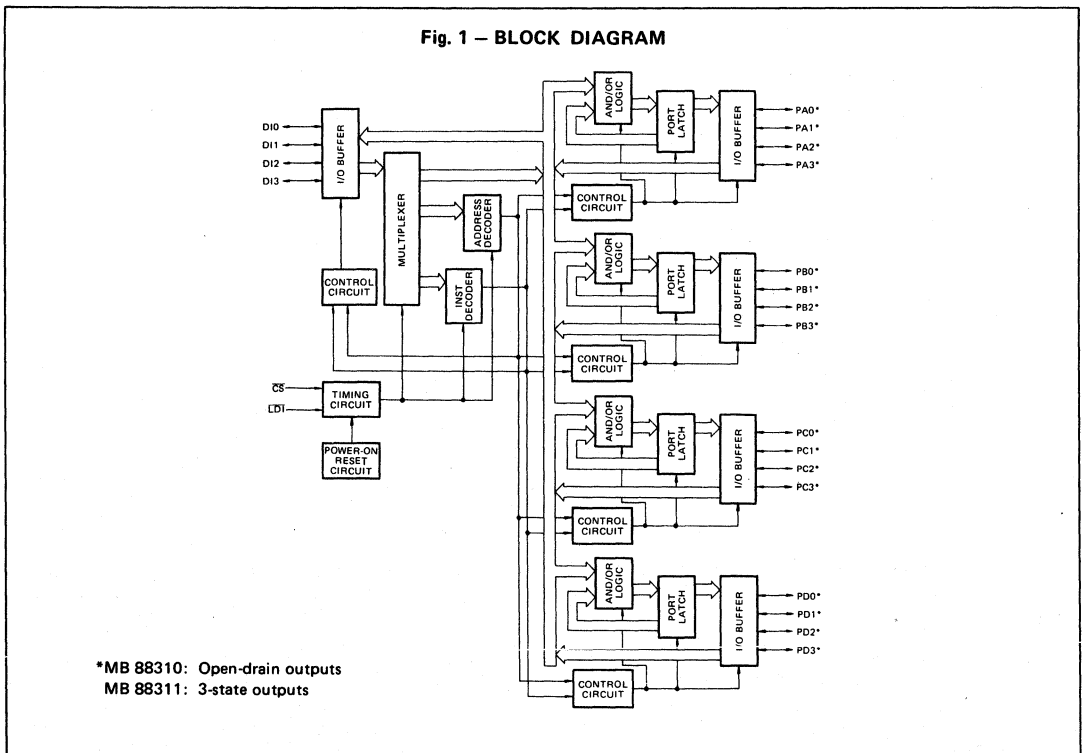 Fig. 1 – BLOCK DIAGRAM
DI0
DI1
DI2
DI3
I/O BUFFER
MULTIPLEXER
ADDRESS
DECODER
INST
DECODER
CONTROL
CIRCUIT
CS
LDI
TIMING
CIRCUIT
POWER-ON
RESET
CIRCUIT
AND/OR
LOGIC
PORT
LATCH
I/O BUFFER
PA0*
PA1*
PA2*
PA3*
CONTROL
CIRCUIT
AND/OR
LOGIC
PORT
LATCH
I/O BUFFER
PB0*
PB1*
PB2*
PB3*
CONTROL
CIRCUIT
AND/OR
LOGIC
PORT
LATCH
I/O BUFFER
PC0*
PC1*
PC2*
PC3*
CONTROL
CIRCUIT
AND/OR
LOGIC
PORT
LATCH
I/O BUFFER
PD0*
PD1*
PD2*
PD3*
CONTROL
CIRCUIT
*MB 88310: Open-drain outputs
MB 88311: 3-state outputs